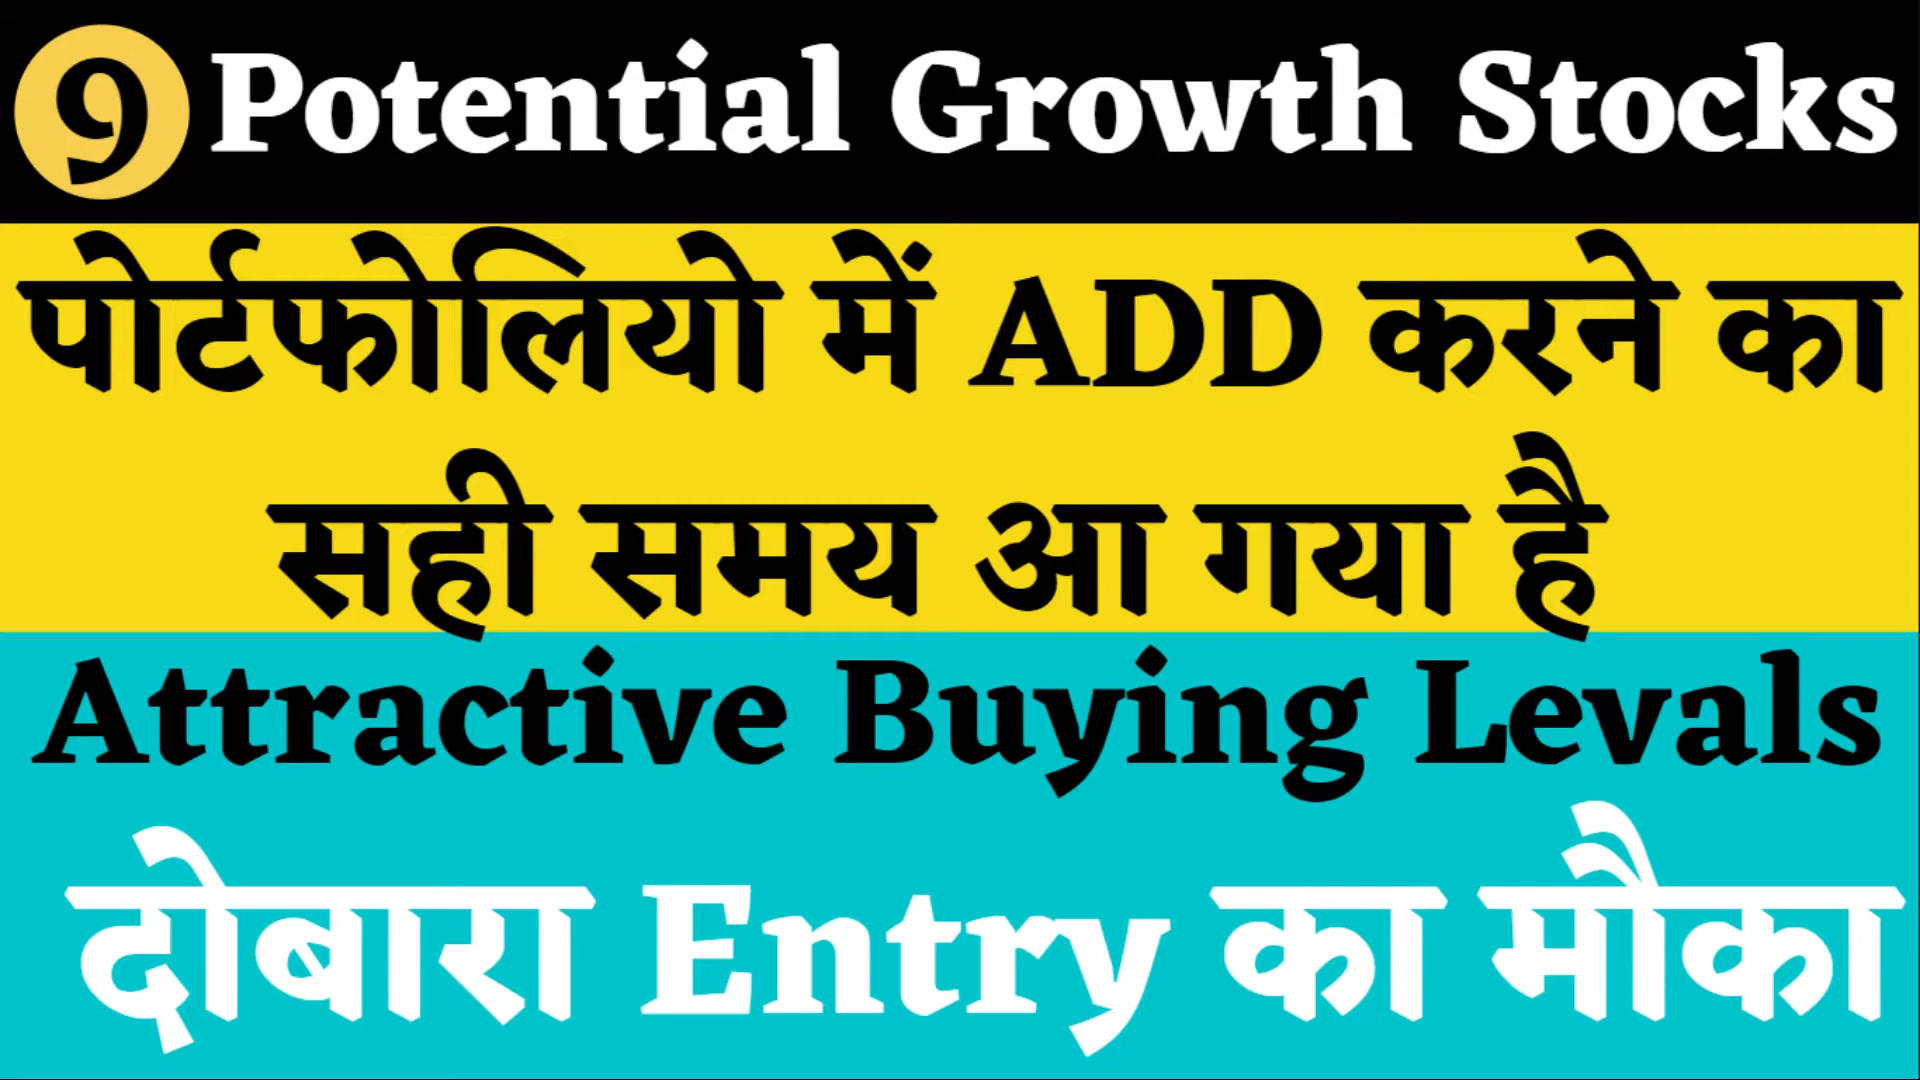 9 Potential Growth Stocks
पोर्टफोलियो में ADD करने का
सही समय आ गया है
Attractive Buying Levals
दोबारा Entry का मौका